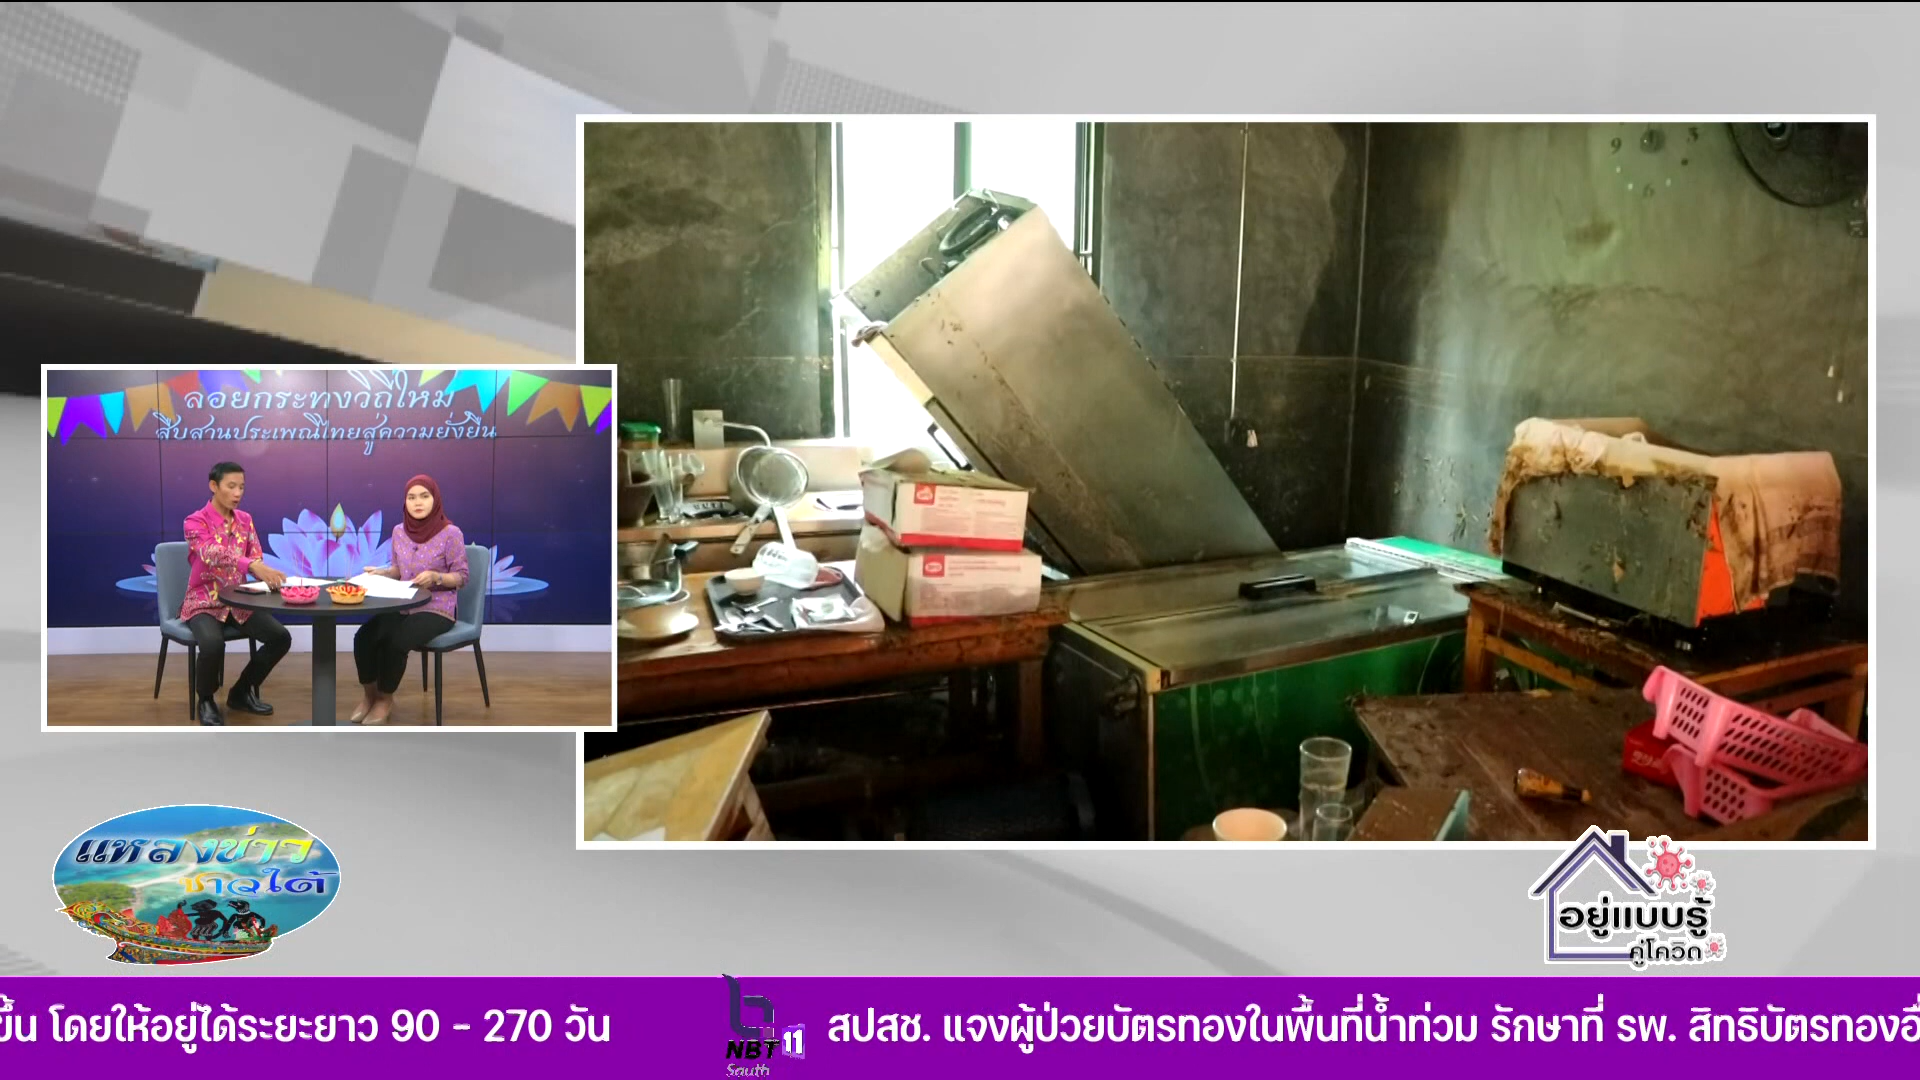 ลอยกระทงวิถีใหม่
สืบสานประเพณีไทยสู่ความยั่งยืน
9
3
6
แหลงข่าว
ชาวใต้
อยู่แบบรู้
คู่โควิด
ขึ้น โดยให้อยู่ได้ระยะยาว 90 - 270 วัน
NBT 11
South
สปสช. แจงผู้ป่วยบัตรทองในพื้นที่น้ำท่วม รักษาที่ รพ. สิทธิบัตรทอง